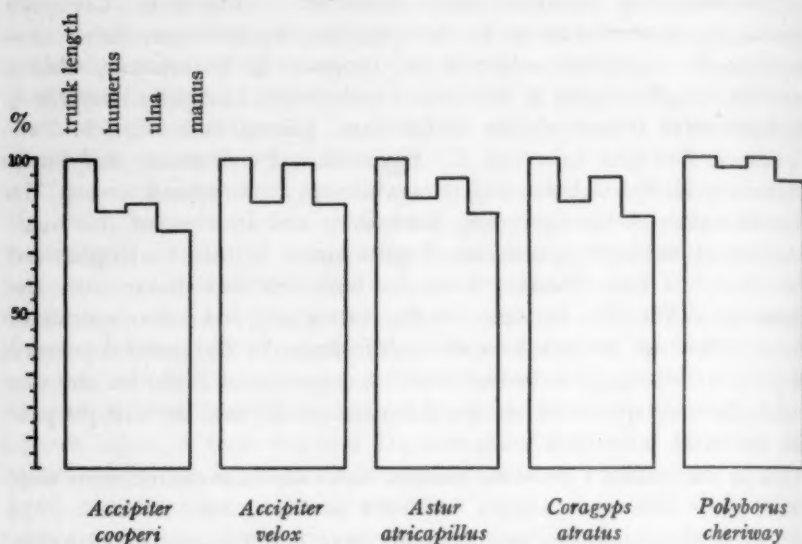 trunk length
humerus
ulna
manus
%
100
50
Accipiter
cooperi
Accipiter
velox
Astur
atricapillus
Coragyps
atratus
Polyborus
cheriway